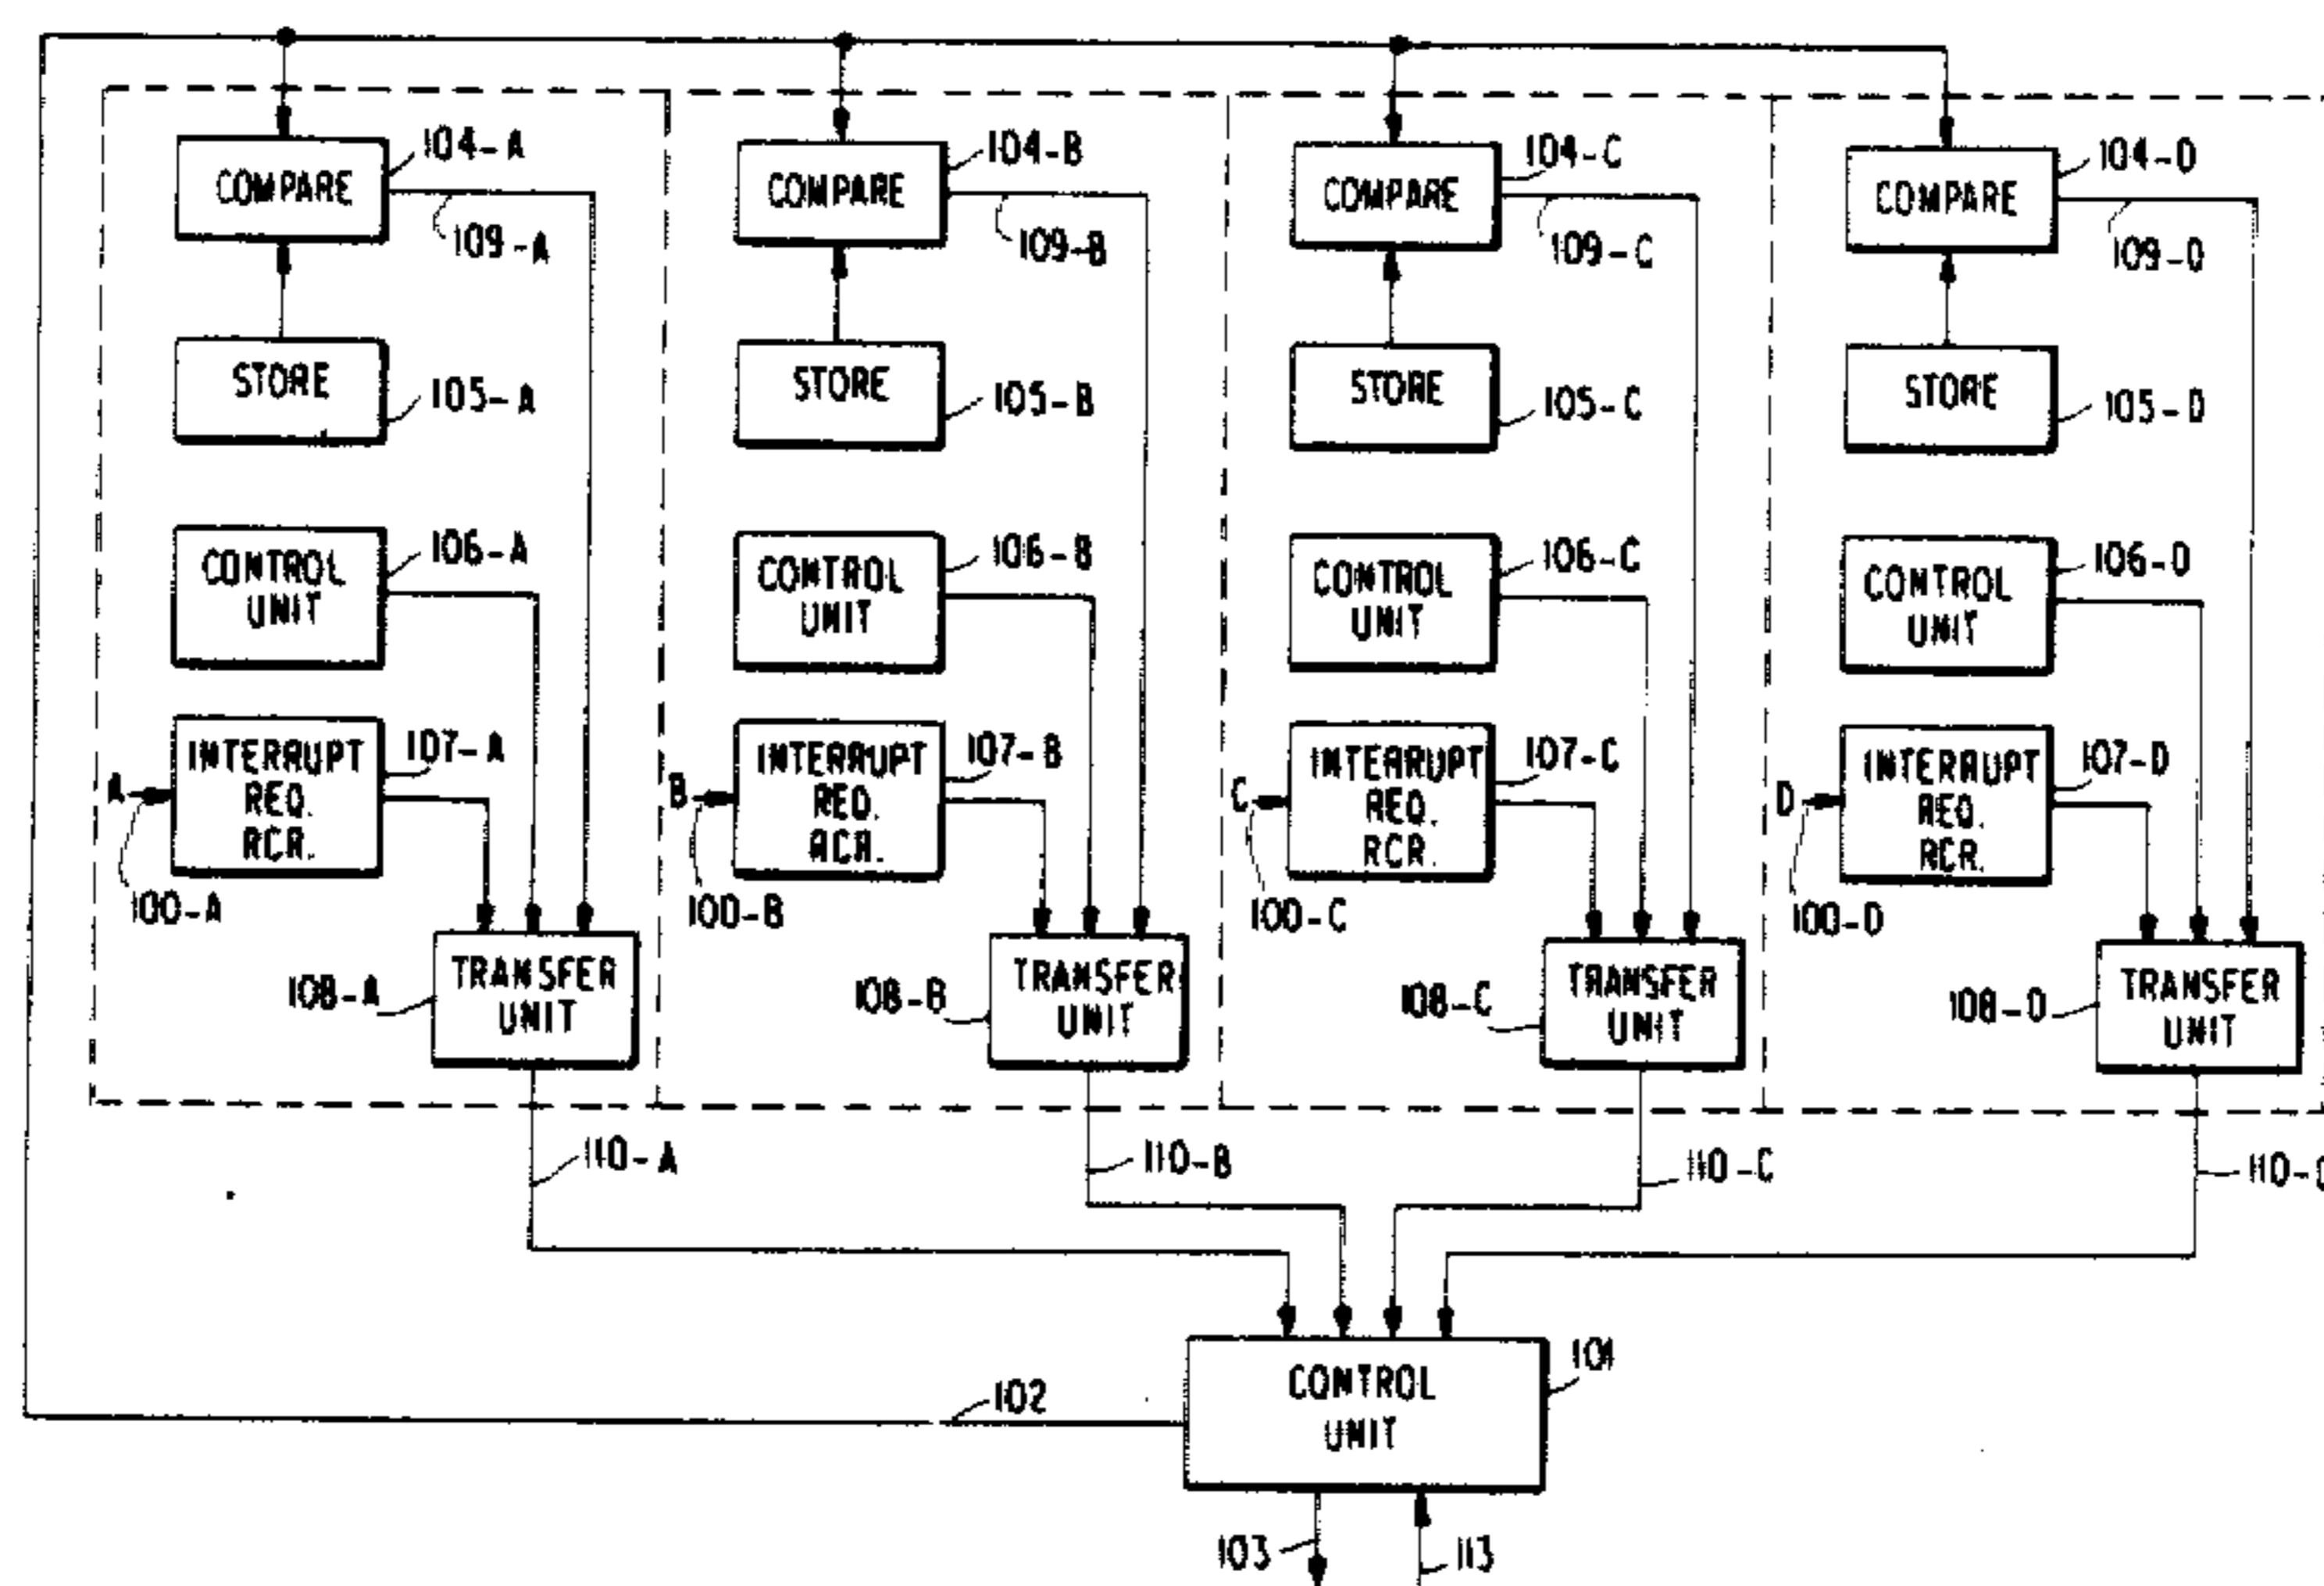 104-A
COMPARE
109-A
STORE
105-A
106-A
CONTROL
UNIT
107-A
INTERRUPT
REQ.
RCR.
A
100-A
108-A
TRANSFER
UNIT
110-A
104-B
COMPARE
109-B
STORE
105-B
106-B
CONTROL
UNIT
107-B
INTERRUPT
REQ.
RCR.
B
100-B
108-B
TRANSFER
UNIT
110-B
104-C
COMPARE
109-C
STORE
105-C
106-C
CONTROL
UNIT
107-C
INTERRUPT
REQ.
RCR.
C
100-C
108-C
TRANSFER
UNIT
110-C
104-D
COMPARE
109-D
STORE
105-D
106-D
CONTROL
UNIT
107-D
INTERRUPT
REQ.
RCR.
D
100-D
108-D
TRANSFER
UNIT
110-D
101
CONTROL
UNIT
102
103
113